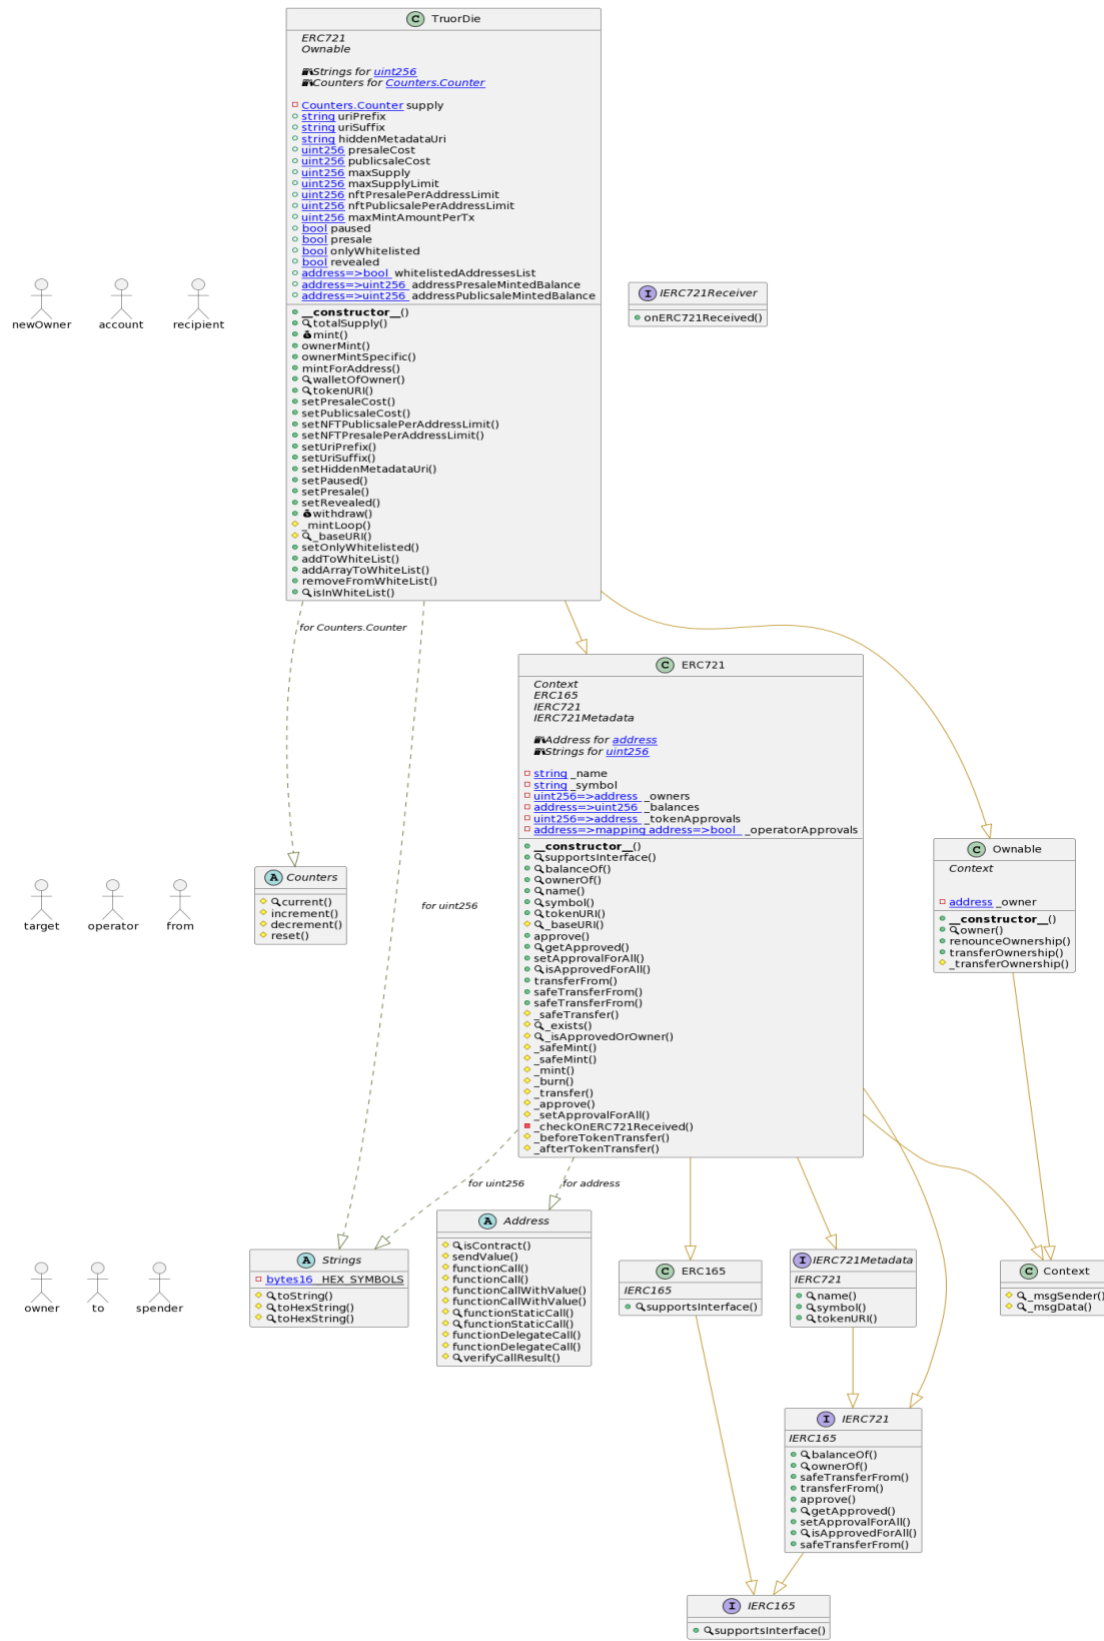 C TruorDie
ERC721
Ownable
Strings for uint256
Counters for Counters.Counter
Counters.Counter supply
string uriPrefix
string uriSuffix
string hiddenMetadataUri
uint256 presaleCost
uint256 publicsaleCost
uint256 maxSupply
uint256 maxSupplyLimit
uint256 nftPresalePerAddressLimit
uint256 nftPublicsalePerAddressLimit
uint256 maxMintAmountPerTx
bool paused
bool presale
bool onlyWhitelisted
bool revealed
address=>bool whitelistedAddressesList
address=>uint256 addressPresaleMintedBalance
address=>uint256 addressPublicsaleMintedBalance
__constructor__()
totalSupply()
mint()
ownerMint()
ownerMintSpecific()
mintForAddress()
walletOfOwner()
tokenURI()
setPresaleCost()
setPublicsaleCost()
setNFTPublicsalePerAddressLimit()
setNFTPresalePerAddressLimit()
setUriPrefix()
setUriSuffix()
setHiddenMetadataUri()
setPaused()
setPresale()
setRevealed()
withdraw()
_mintLoop()
_baseURI()
setOnlyWhitelisted()
addToWhiteList()
addArrayToWhiteList()
removeFromWhiteList()
isInWhiteList()
newOwner
account
recipient
I IERC721Receiver
onERC721Received()
for Counters.Counter
C ERC721
Context
ERC165
IERC721
IERC721Metadata
Address for address
Strings for uint256
string _name
string _symbol
uint256=>address _owners
address=>uint256 _balances
uint256=>address _tokenApprovals
address=>mapping address=>bool _operatorApprovals
__constructor__()
supportsInterface()
balanceOf()
ownerOf()
name()
symbol()
tokenURI()
_baseURI()
approve()
getApproved()
setApprovalForAll()
isApprovedForAll()
transferFrom()
safeTransferFrom()
safeTransferFrom()
_safeTransfer()
_exists()
_isApprovedOrOwner()
_safeMint()
_safeMint()
_mint()
_burn()
_transfer()
_approve()
_setApprovalForAll()
_checkOnERC721Received()
_beforeTokenTransfer()
_afterTokenTransfer()
target
operator
from
A Counters
current()
increment()
decrement()
reset()
for uint256
C Ownable
Context
address _owner
__constructor__()
owner()
renounceOwnership()
transferOwnership()
_transferOwnership()
for uint256
for address
owner
to
spender
A Strings
bytes16 HEX_SYMBOLS
toString()
toHexString()
toHexString()
A Address
isContract()
sendValue()
functionCall()
functionCall()
functionCallWithValue()
functionCallWithValue()
functionStaticCall()
functionStaticCall()
functionDelegateCall()
functionDelegateCall()
verifyCallResult()
C ERC165
IERC165
supportsInterface()
I IERC721Metadata
IERC721
name()
symbol()
tokenURI()
C Context
_msgSender()
_msgData()
I IERC721
IERC165
balanceOf()
ownerOf()
safeTransferFrom()
transferFrom()
approve()
getApproved()
setApprovalForAll()
isApprovedForAll()
safeTransferFrom()
I IERC165
supportsInterface()